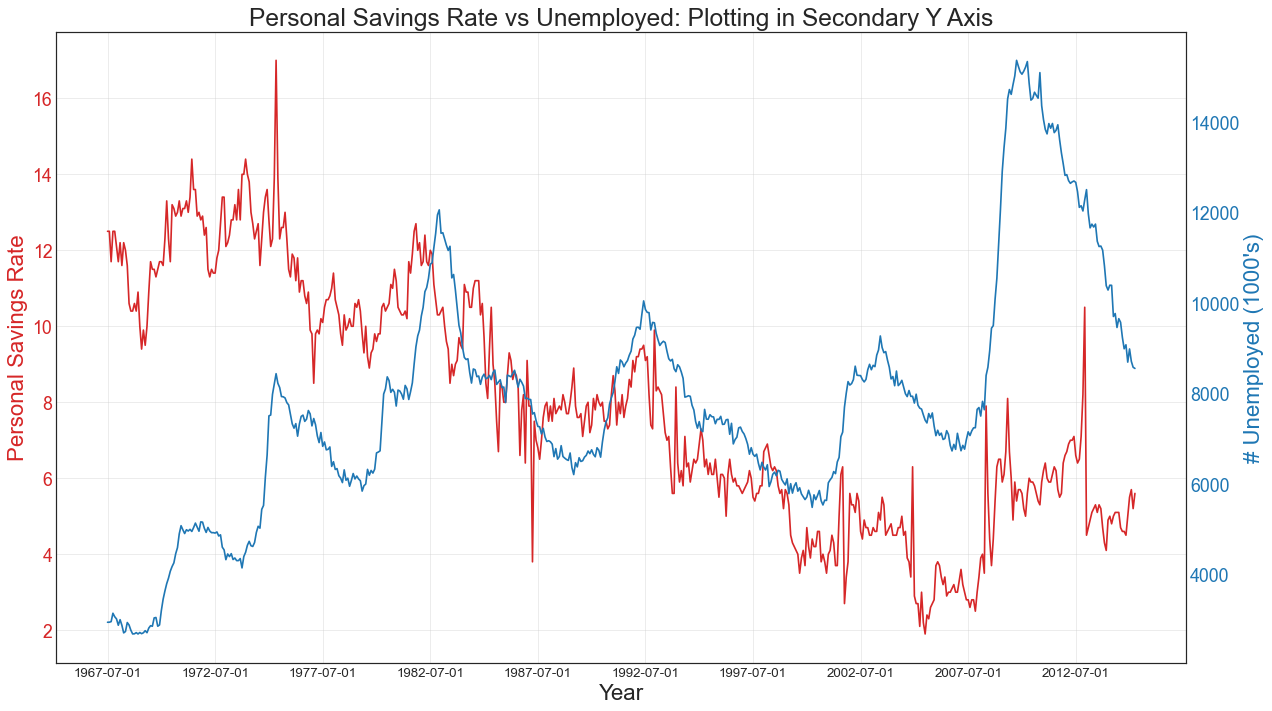 Personal Savings Rate vs Unemployed: Plotting in Secondary Y Axis
Personal Savings Rate
16
14
12
10
8
6
4
2
14000
12000
10000
8000
6000
4000
# Unemployed (1000's)
1967-07-01 1972-07-01 1977-07-01 1982-07-01 1987-07-01 1992-07-01 1997-07-01 2002-07-01 2007-07-01 2012-07-01
Year